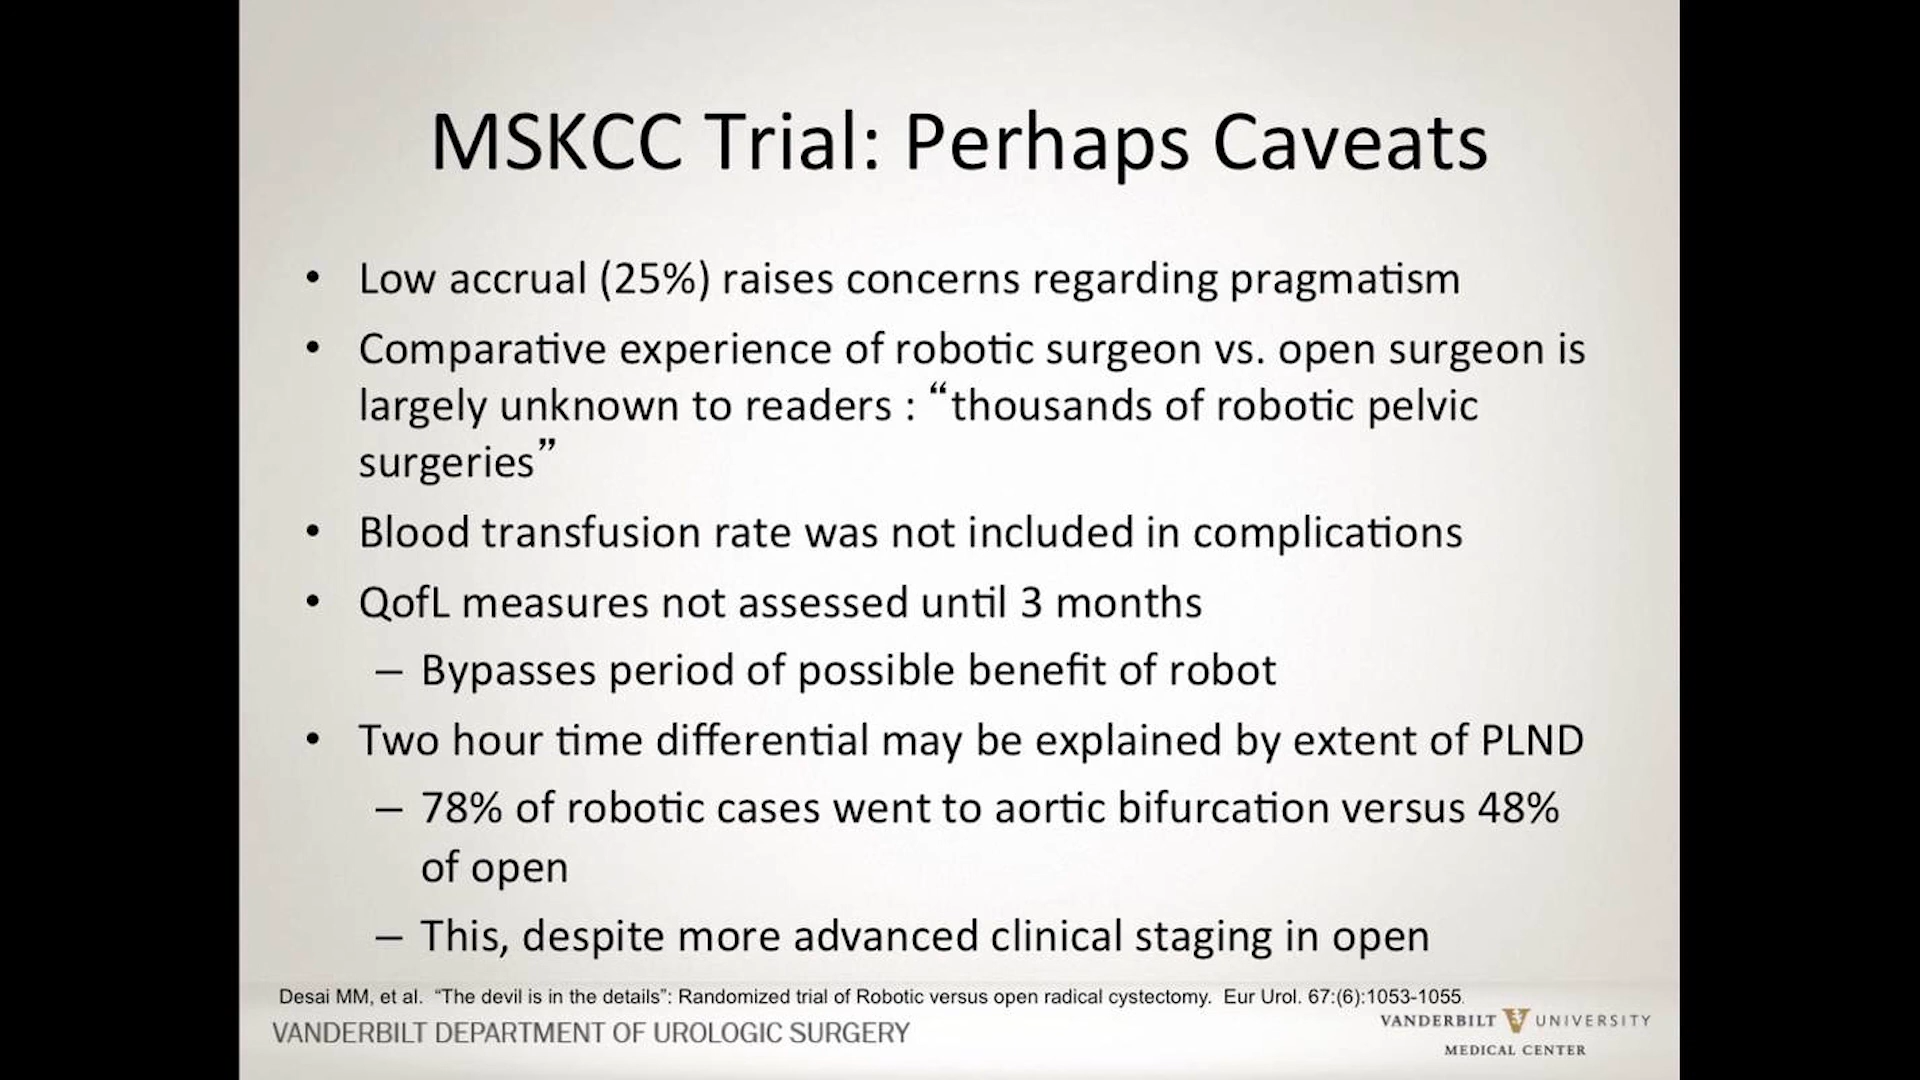 MSKCC Trial: Perhaps Caveats
• Low accrual (25%) raises concerns regarding pragmatism
• Comparative experience of robotic surgeon vs. open surgeon is
largely unknown to readers : “thousands of robotic pelvic
surgeries”
• Blood transfusion rate was not included in complications
• QofL measures not assessed until 3 months
– Bypasses period of possible benefit of robot
• Two hour time differential may be explained by extent of PLND
– 78% of robotic cases went to aortic bifurcation versus 48%
of open
– This, despite more advanced clinical staging in open
Desai MM, et al. “The devil is in the details”: Randomized trial of Robotic versus open radical cystectomy. Eur Urol. 67:(6):1053-1055.
VANDERBILT DEPARTMENT OF UROLOGIC SURGERY
VANDERBILT V UNIVERSITY
MEDICAL CENTER